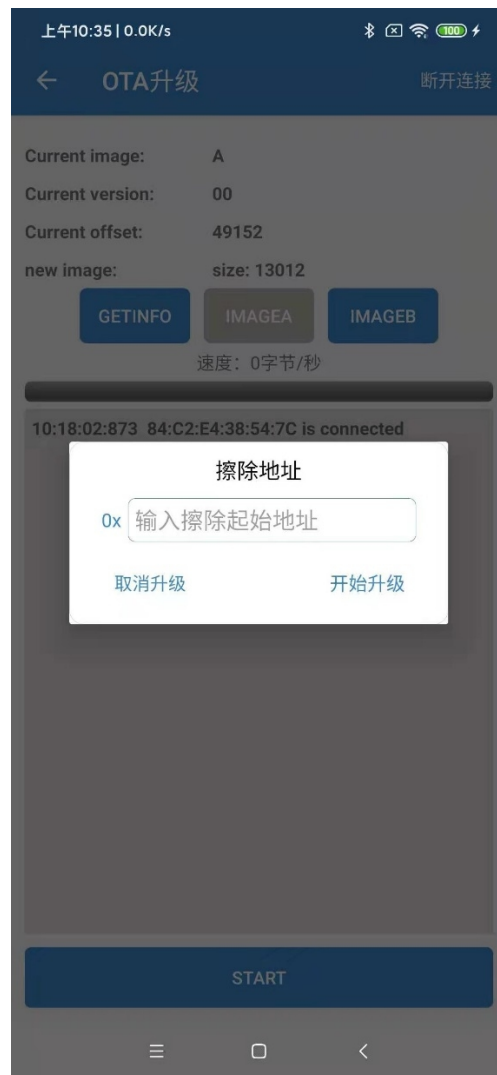 上午10:35 | 0.0K/s 100
OTA升级 断开连接
Current image: A
Current version: 00
Current offset: 49152
new image: size: 13012
GETINFO IMAGEA IMAGEB
速度：0字节/秒
10:18:02:873 84:C2:E4:38:54:7C is connected
擦除地址
0x 输入擦除起始地址
取消升级 开始升级
START